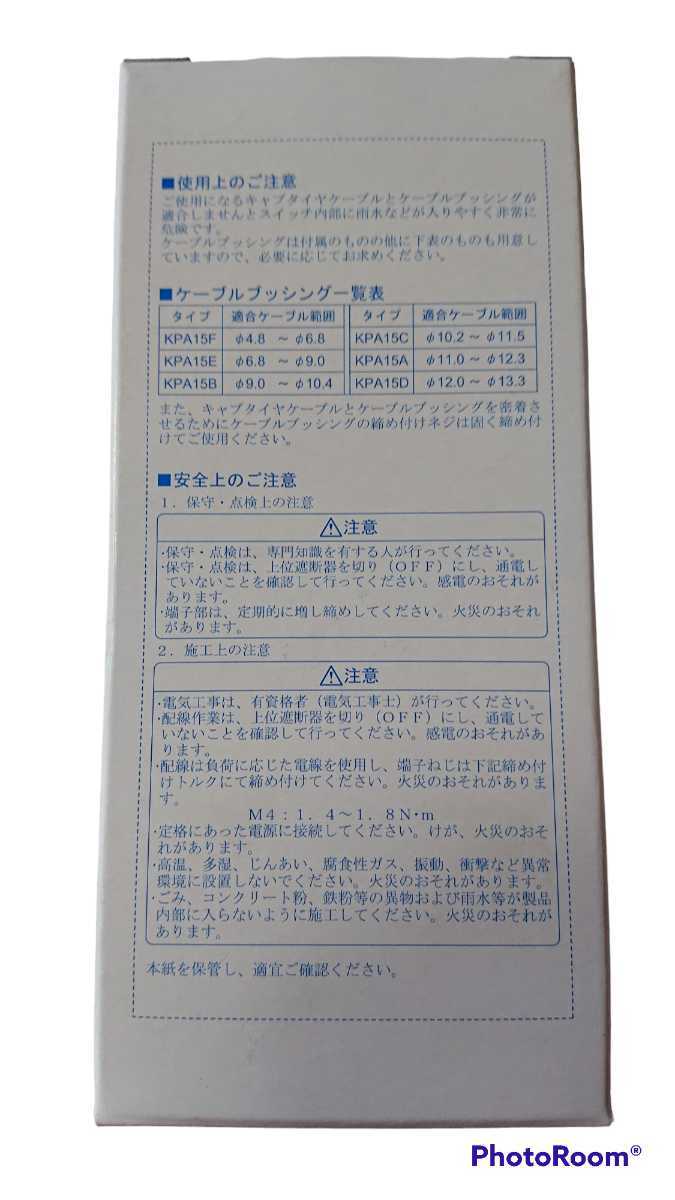 ■使用上のご注意
ご使用になるキャブタイヤケーブルとケーブルブッシングが
適合しませんとスイッチ内部に雨水などが入りやすく非常に
危険です。
ケーブルブッシングは付属のものの他に下表のものも用意し
ていますので、必要に応じてお求めください。
■ケーブルブッシング一覧表
タイプ 適合ケーブル範囲 タイプ 適合ケーブル範囲
KPA15F φ4.8 ～ φ6.8 KPA15C φ10.2 ～ φ11.5
KPA15E φ6.8 ～ φ9.0 KPA15A φ11.0 ～ φ12.3
KPA15B φ9.0 ～ φ10.4 KPA15D φ12.0 ～ φ13.3
また、キャブタイヤケーブルとケーブルブッシングを密着さ
せるためにケーブルブッシングの締め付けネジは固く締め付
けてご使用ください。
■安全上のご注意
１．保守・点検上の注意
⚠注意
・保守・点検は、専門知識を有する人が行ってください。
・保守・点検は、上位遮断器を切り（ＯＦＦ）にし、通電し
ていないことを確認して行ってください。感電のおそれが
あります。
・端子部は、定期的に増し締めしてください。火災のおそれ
があります。
２．施工上の注意
⚠注意
・電気工事は、有資格者（電気工事士）が行ってください。
・配線作業は、上位遮断器を切り（ＯＦＦ）にし、通電して
いないことを確認して行ってください。感電のおそれがあ
ります。
・配線は負荷に応じた電線を使用し、端子ねじは下記締め付
けトルクにて締め付けてください。火災のおそれがありま
す。
Ｍ４：１．４～１．８Ｎ・ｍ
・定格にあった電源に接続してください。けが、火災のおそ
れがあります。
・高温、多湿、じんあい、腐食性ガス、振動、衝撃など異常
環境に設置しないでください。火災のおそれがあります。
・ごみ、コンクリート粉、鉄粉等の異物および雨水等が製品
内部に入らないように施工してください。火災のおそれが
あります。
本紙を保管し、適宜ご確認ください。
PhotoRoom®